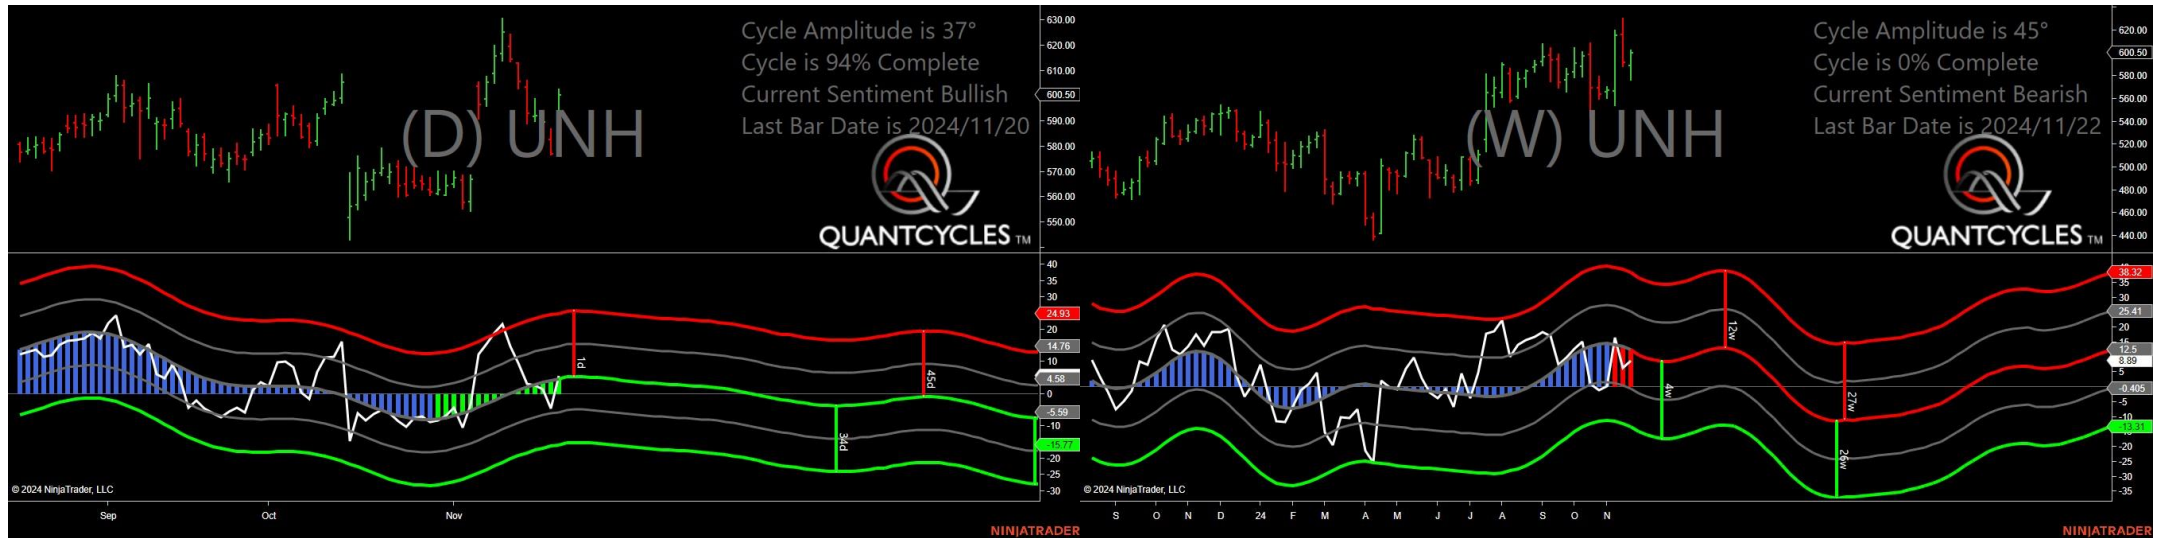 Cycle Amplitude is 37°
Cycle is 94% Complete
Current Sentiment Bullish
Last Bar Date is 2024/11/20
(D) UNH
QUANTCYCLES TM
630.00
620.00
610.00
600.50
590.00
580.00
570.00
560.00
550.00
40
35
30
24.93
20
14.76
10
4.58
0
-5.59
-10
-15.77
-20
-25
-30
1d
34d
45d
© 2024 NinjaTrader, LLC
Sep
Oct
Nov
NINJATRADER
Cycle Amplitude is 45°
Cycle is 0% Complete
Current Sentiment Bearish
Last Bar Date is 2024/11/22
(W) UNH
QUANTCYCLES TM
620.00
600.50
580.00
560.00
540.00
520.00
500.00
480.00
460.00
440.00
38.32
35
30
25.41
20
12.5
8.89
5
-0.405
-5
-10
-13.31
-20
-25
-30
-35
4w
12w
26w
27w
© 2024 NinjaTrader, LLC
S
O
N
D
24
F
M
A
M
J
J
A
S
O
N
NINJATRADER